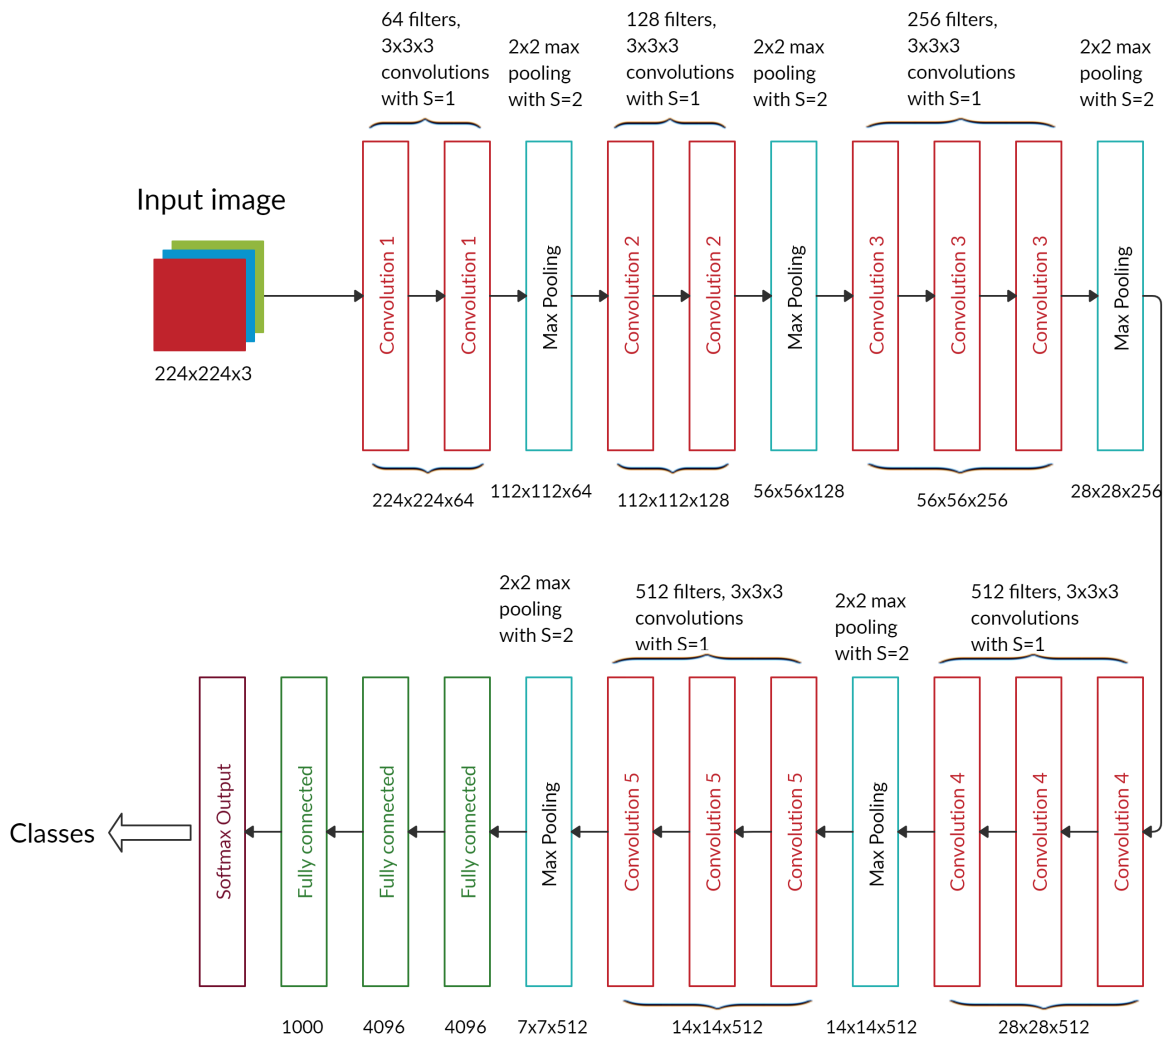 64 filters,
3x3x3
convolutions
with S=1
2x2 max
pooling
with S=2
128 filters,
3x3x3
convolutions
with S=1
2x2 max
pooling
with S=2
256 filters,
3x3x3
convolutions
with S=1
2x2 max
pooling
with S=2
Input image
224x224x3
Convolution 1
Convolution 1
Max Pooling
Convolution 2
Convolution 2
Max Pooling
Convolution 3
Convolution 3
Convolution 3
Max Pooling
224x224x64
112x112x64
112x112x128
56x56x128
56x56x256
28x28x256
2x2 max
pooling
with S=2
512 filters, 3x3x3
convolutions
with S=1
2x2 max
pooling
with S=2
512 filters, 3x3x3
convolutions
with S=1
Classes
Softmax Output
Fully connected
Fully connected
Fully connected
Max Pooling
Convolution 5
Convolution 5
Convolution 5
Max Pooling
Convolution 4
Convolution 4
Convolution 4
1000
4096
4096
7x7x512
14x14x512
14x14x512
28x28x512